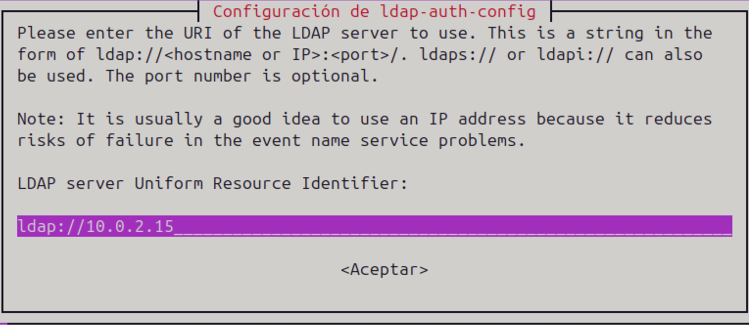 Configuración de ldap-auth-config
Please enter the URI of the LDAP server to use. This is a string in the
form of ldap://<hostname or IP>:<port>/. ldaps:// or ldapi:// can also
be used. The port number is optional.
Note: It is usually a good idea to use an IP address because it reduces
risks of failure in the event name service problems.
LDAP server Uniform Resource Identifier:
ldap://10.0.2.15__________________________________________________________
<Aceptar>